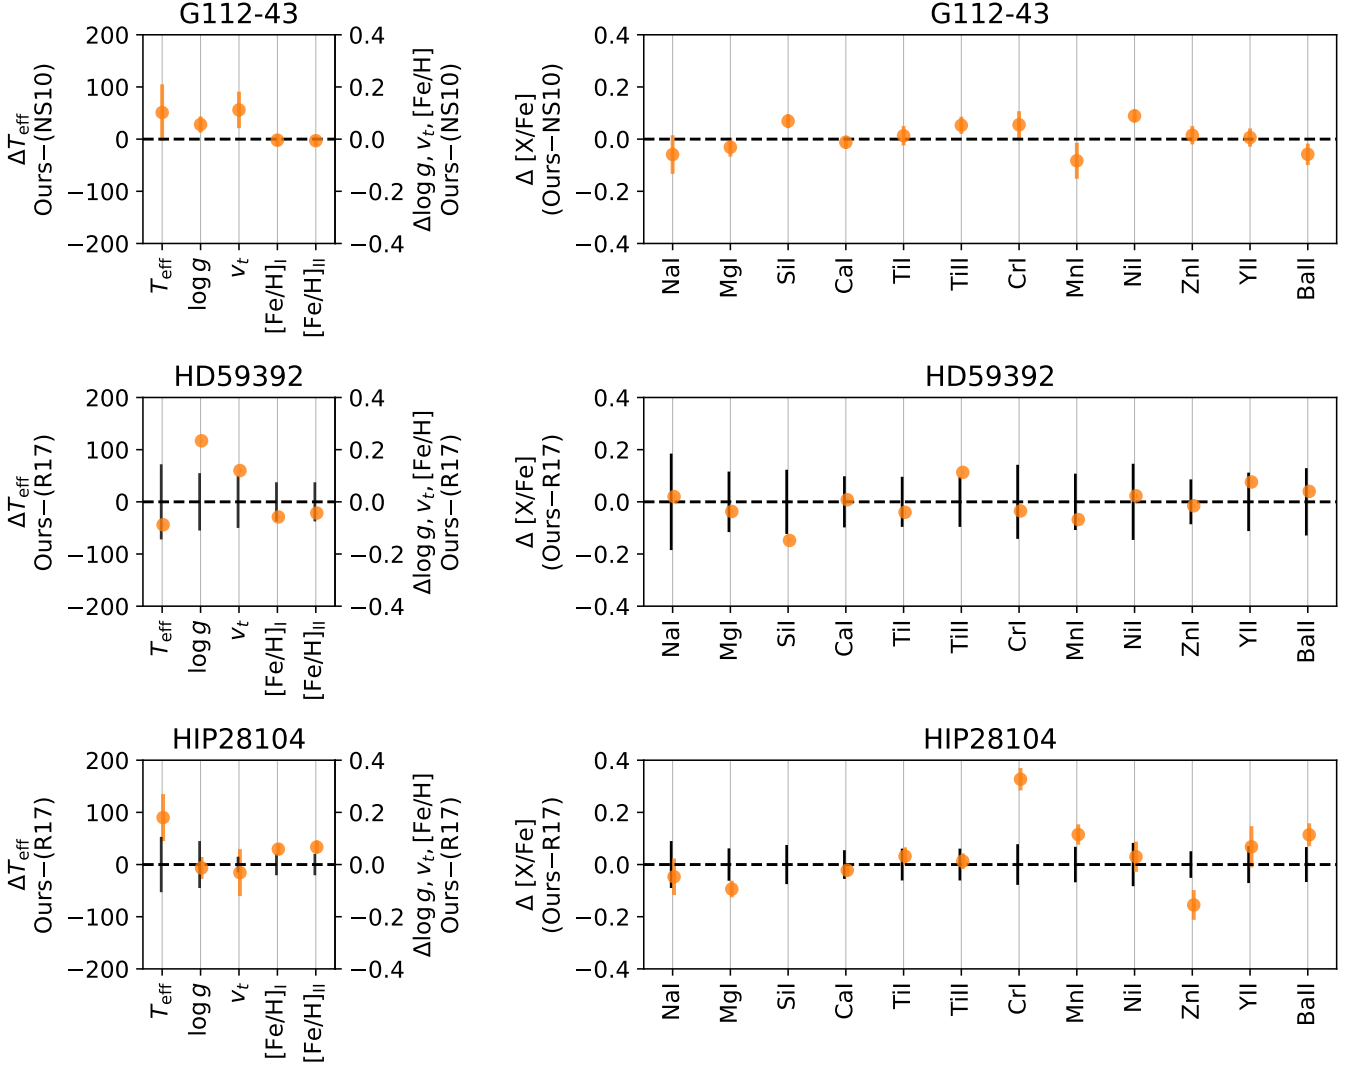 G112-43
200
100
0
−100
−200
ΔTeff
Ours−(NS10)
0.4
0.2
0.0
−0.2
−0.4
Δlog g, vt, [Fe/H]
Ours−(NS10)
Teff
log g
vt
[Fe/H]I
[Fe/H]II
G112-43
0.4
0.2
0.0
−0.2
−0.4
Δ [X/Fe]
(Ours−NS10)
NaI
MgI
SiI
CaI
TiI
TiII
CrI
MnI
NiI
ZnI
YII
BaII
HD59392
200
100
0
−100
−200
ΔTeff
Ours−(R17)
0.4
0.2
0.0
−0.2
−0.4
Δlog g, vt, [Fe/H]
Ours−(R17)
Teff
log g
vt
[Fe/H]I
[Fe/H]II
HD59392
0.4
0.2
0.0
−0.2
−0.4
Δ [X/Fe]
(Ours−R17)
NaI
MgI
SiI
CaI
TiI
TiII
CrI
MnI
NiI
ZnI
YII
BaII
HIP28104
200
100
0
−100
−200
ΔTeff
Ours−(R17)
0.4
0.2
0.0
−0.2
−0.4
Δlog g, vt, [Fe/H]
Ours−(R17)
Teff
log g
vt
[Fe/H]I
[Fe/H]II
HIP28104
0.4
0.2
0.0
−0.2
−0.4
Δ [X/Fe]
(Ours−R17)
NaI
MgI
SiI
CaI
TiI
TiII
CrI
MnI
NiI
ZnI
YII
BaII